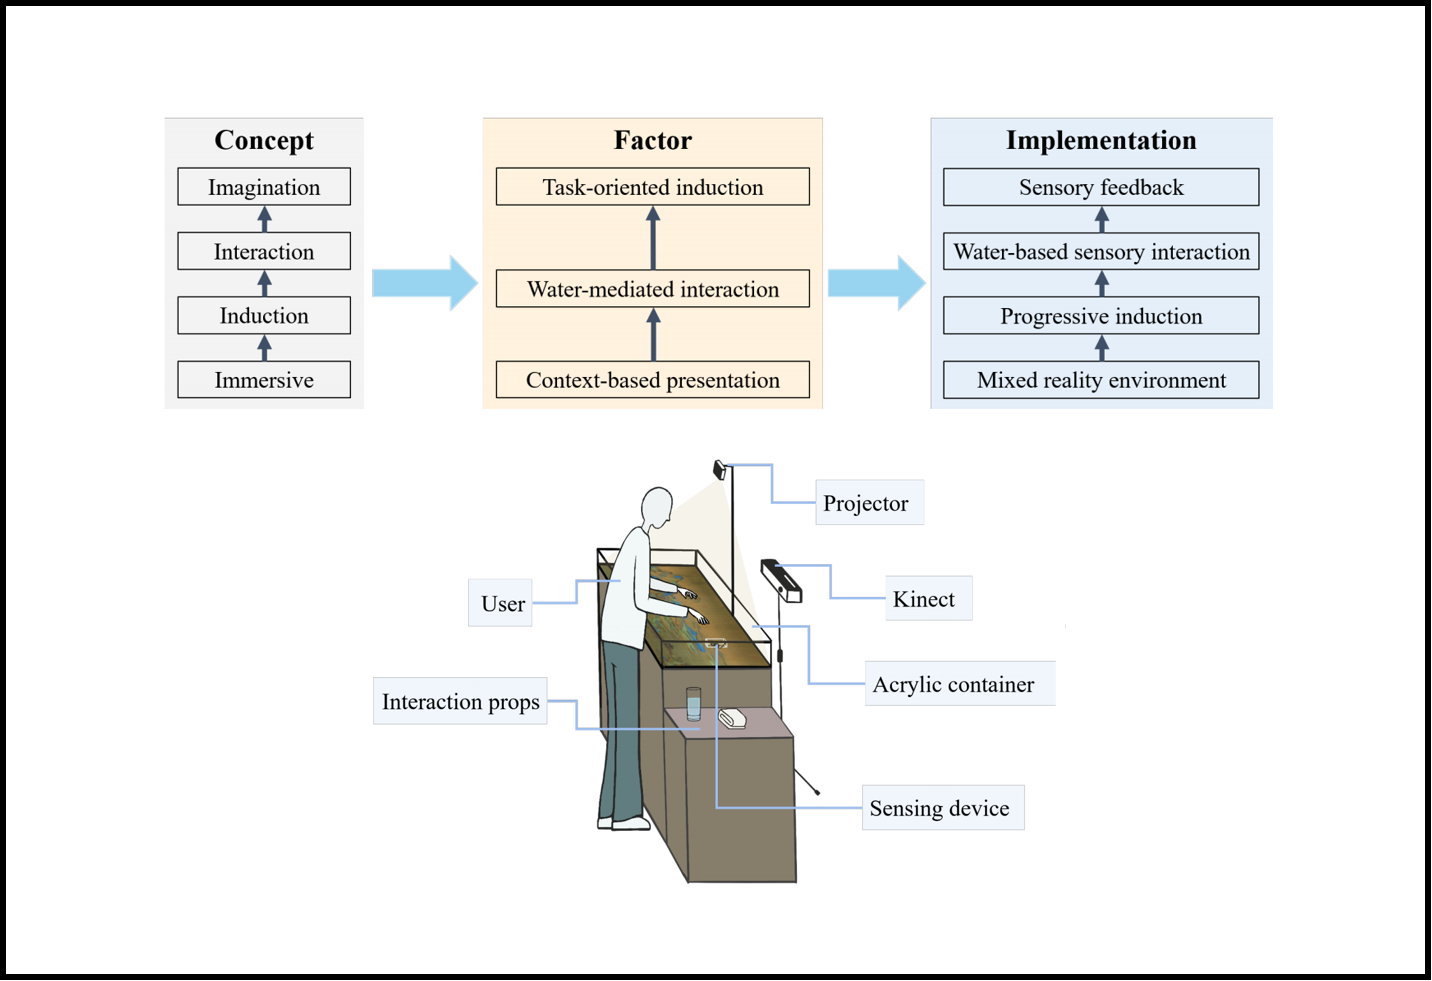 Concept
Imagination
Interaction
Induction
Immersive
Factor
Task-oriented induction
Water-mediated interaction
Context-based presentation
Implementation
Sensory feedback
Water-based sensory interaction
Progressive induction
Mixed reality environment
Projector
Kinect
User
Acrylic container
Interaction props
Sensing device